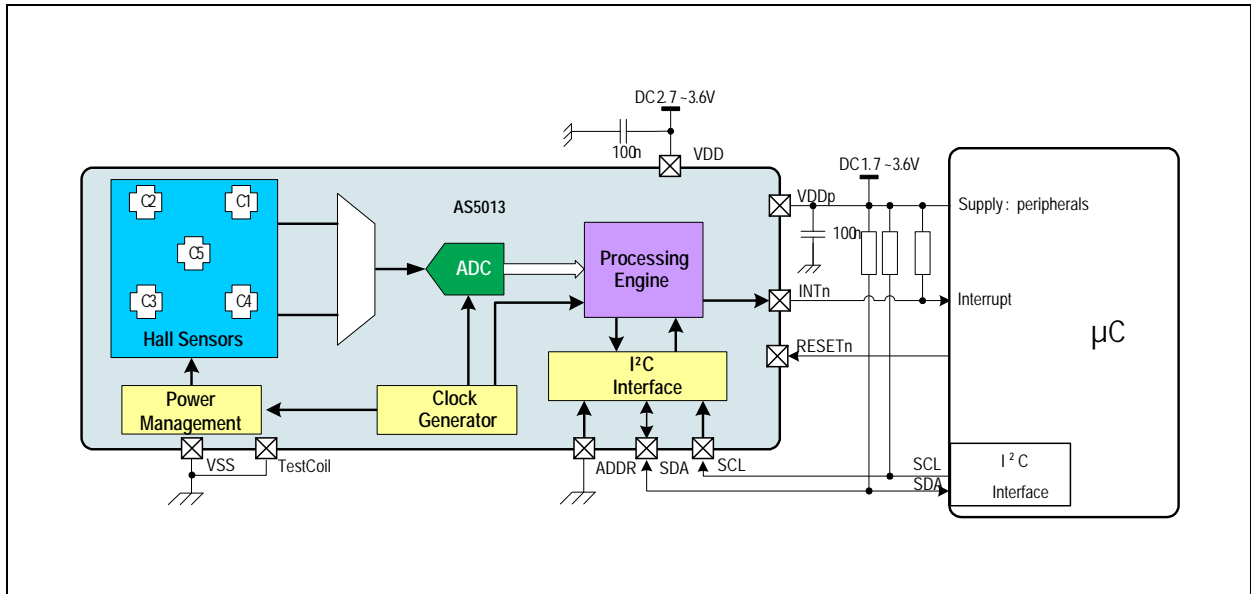 DC 2.7 ~3.6V
100n
VDD
DC 1.7 ~3.6V
C2
C1
C5
C3
C4
Hall Sensors
AS5013
ADC
Processing
Engine
VDDp
100n
Supply: peripherals
INTn
Interrupt
µC
RESETn
I²C
Interface
Power
Management
Clock
Generator
VSS
TestCoil
ADDR
SDA
SCL
SCL
SDA
I²C
Interface